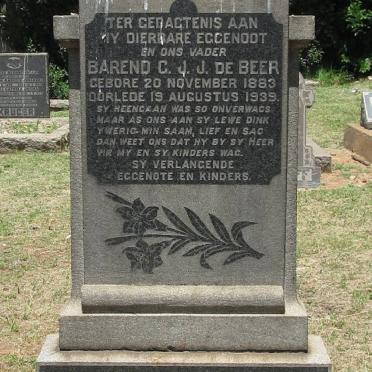 TER GEDACTENIS AAN
MY DIERBARE EGGENOOT
EN ONS VADER
BAREND C. J. J. DE BEER
GEBORE 20 NOVEMBER 1883
OORLEDE 19 AUGUSTUS 1939.
SY HEENGAAN WAS SO ONVERWAG
MAAR AS ONS AAN SY LEWE DINK
YWERIG MIN SAAM, LIEF EN SAG
DAN WEET ONS DAT HY BY SY HEER
VIR MY EN SY KINDERS WAG.
SY VERLANGENDE
EGGENOTE EN KINDERS.